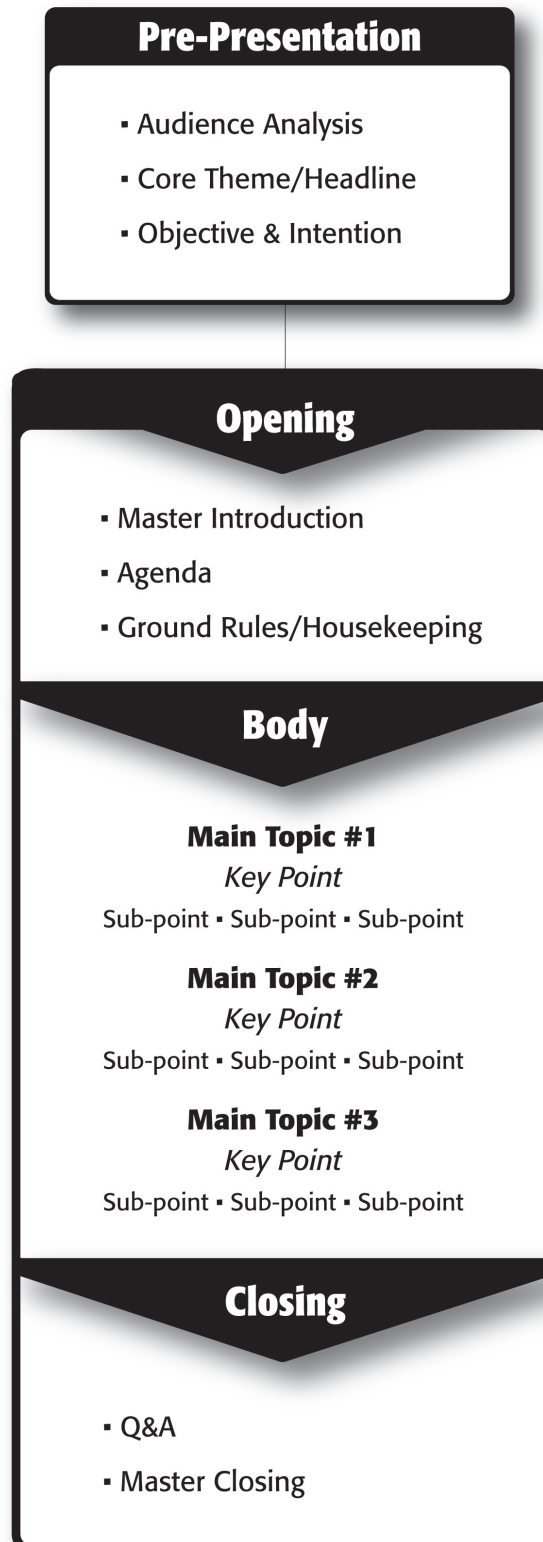 Pre-Presentation
▪ Audience Analysis
▪ Core Theme/Headline
▪ Objective & Intention
Opening
▪ Master Introduction
▪ Agenda
▪ Ground Rules/Housekeeping
Body
Main Topic #1
Key Point
Sub-point ▪ Sub-point ▪ Sub-point
Main Topic #2
Key Point
Sub-point ▪ Sub-point ▪ Sub-point
Main Topic #3
Key Point
Sub-point ▪ Sub-point ▪ Sub-point
Closing
▪ Q&A
▪ Master Closing